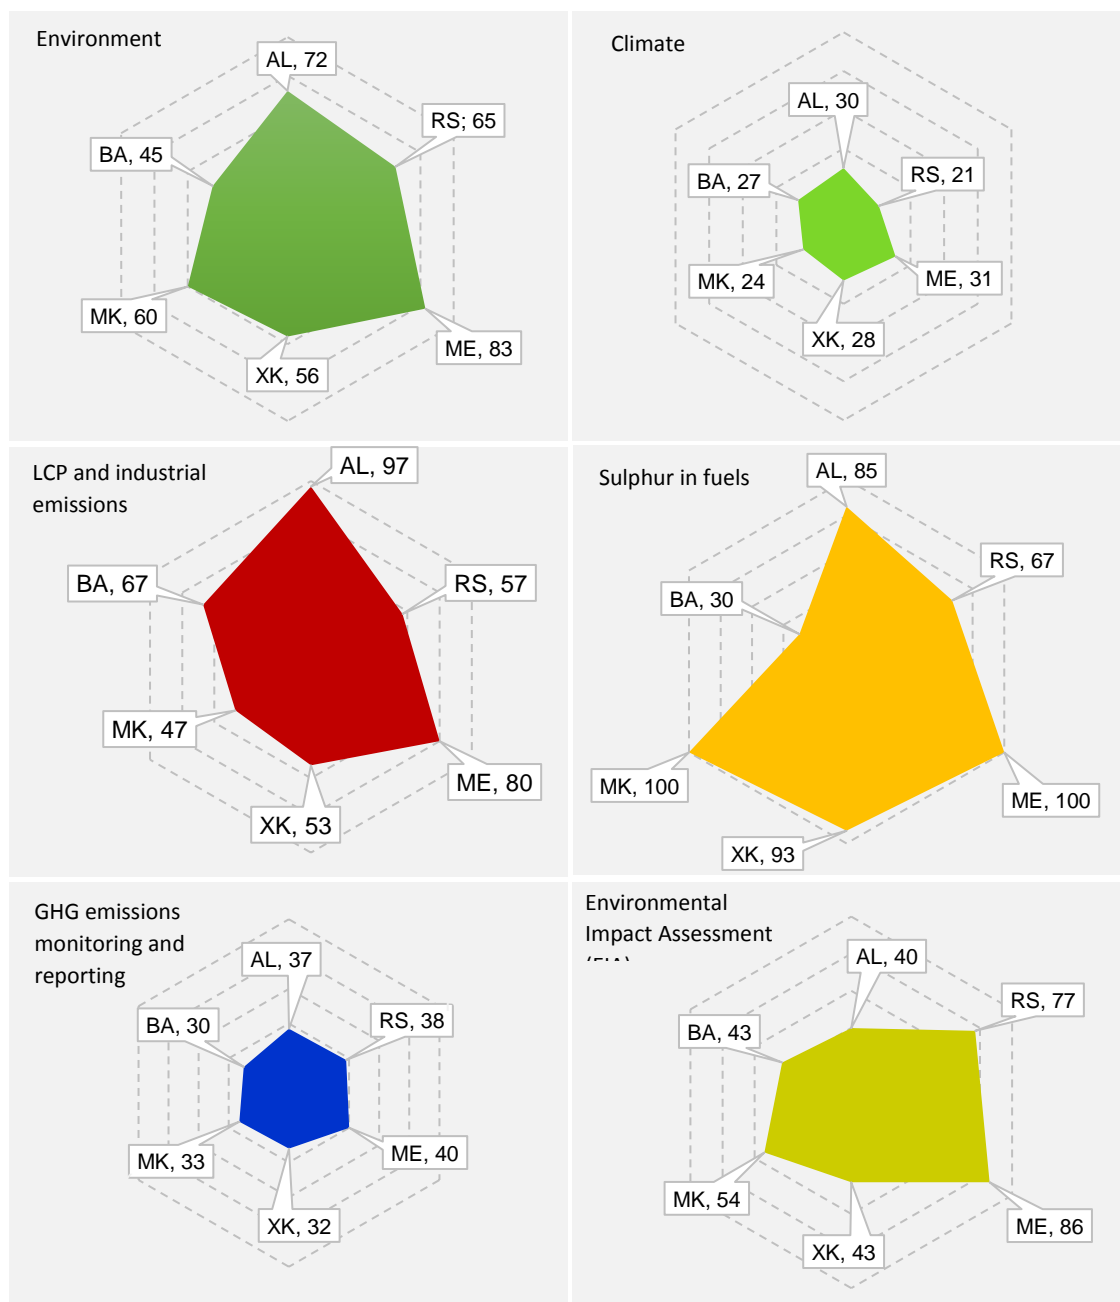 Environment
AL, 72
RS; 65
BA, 45
MK, 60
ME, 83
XK, 56
Climate
AL, 30
RS, 21
BA, 27
MK, 24
ME, 31
XK, 28
LCP and industrial
emissions
AL, 97
BA, 67
RS, 57
MK, 47
ME, 80
XK, 53
Sulphur in fuels
AL, 85
RS, 67
BA, 30
MK, 100
ME, 100
XK, 93
GHG emissions
monitoring and
reporting
AL, 37
BA, 30
RS, 38
MK, 33
ME, 40
XK, 32
Environmental
Impact Assessment
AL, 40
RS, 77
BA, 43
MK, 54
ME, 86
XK, 43